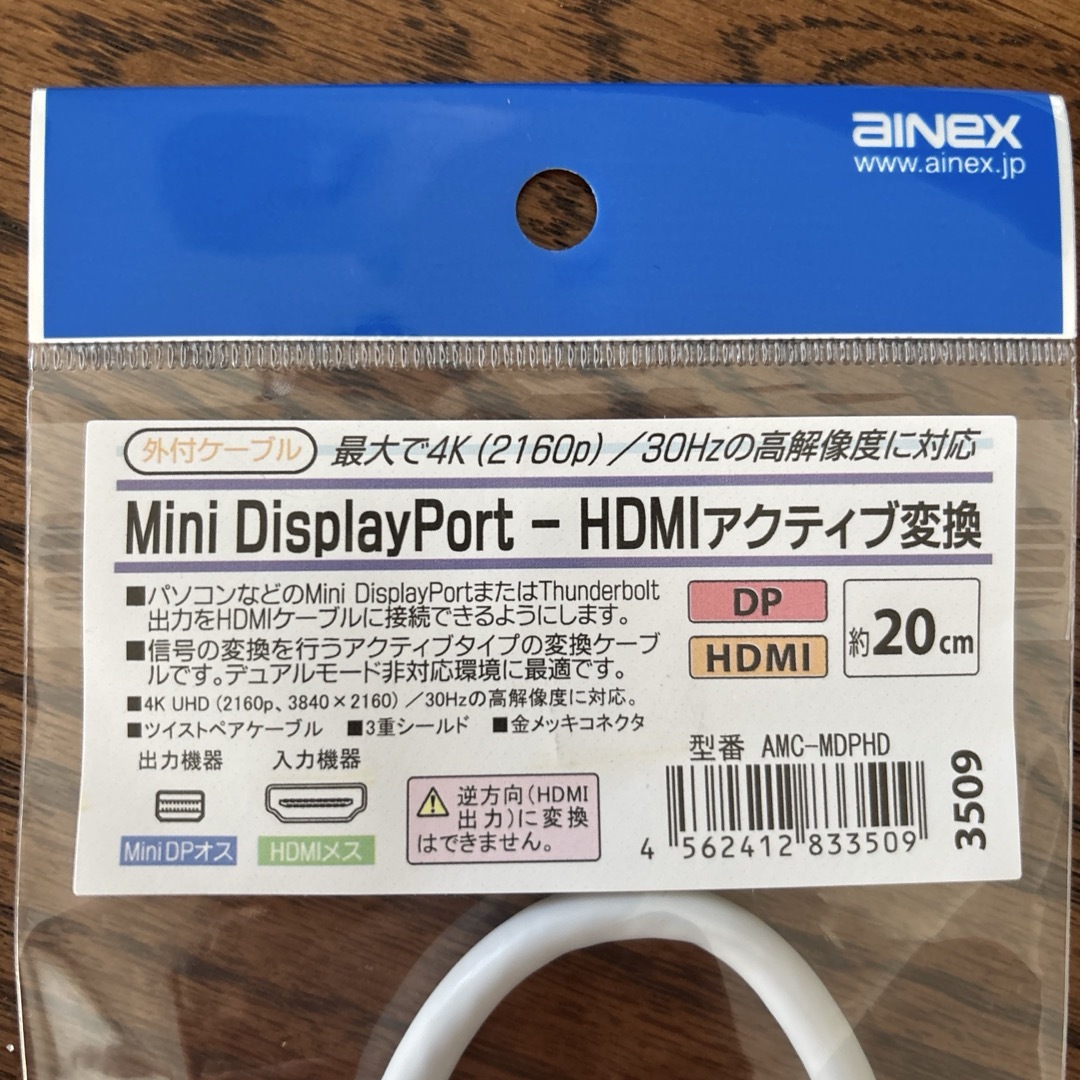 aiNex
www.ainex.jp
外付ケーブル 最大で4K（2160p）／30Hzの高解像度に対応
Mini DisplayPort － HDMIアクティブ変換
■パソコンなどのMini DisplayPortまたはThunderbolt
出力をHDMIケーブルに接続できるようにします。
■信号の変換を行うアクティブタイプの変換ケーブ
ルです。デュアルモード非対応環境に最適です。
■4K UHD（2160p、3840×2160）／30Hzの高解像度に対応。
■ツイストペアケーブル ■3重シールド ■金メッキコネクタ
DP
HDMI
約20cm
出力機器 入力機器
Mini DPオス HDMIメス
逆方向（HDMI
出力）に変換
はできません。
型番 AMC-MDPHD
4 562412 833509
3509